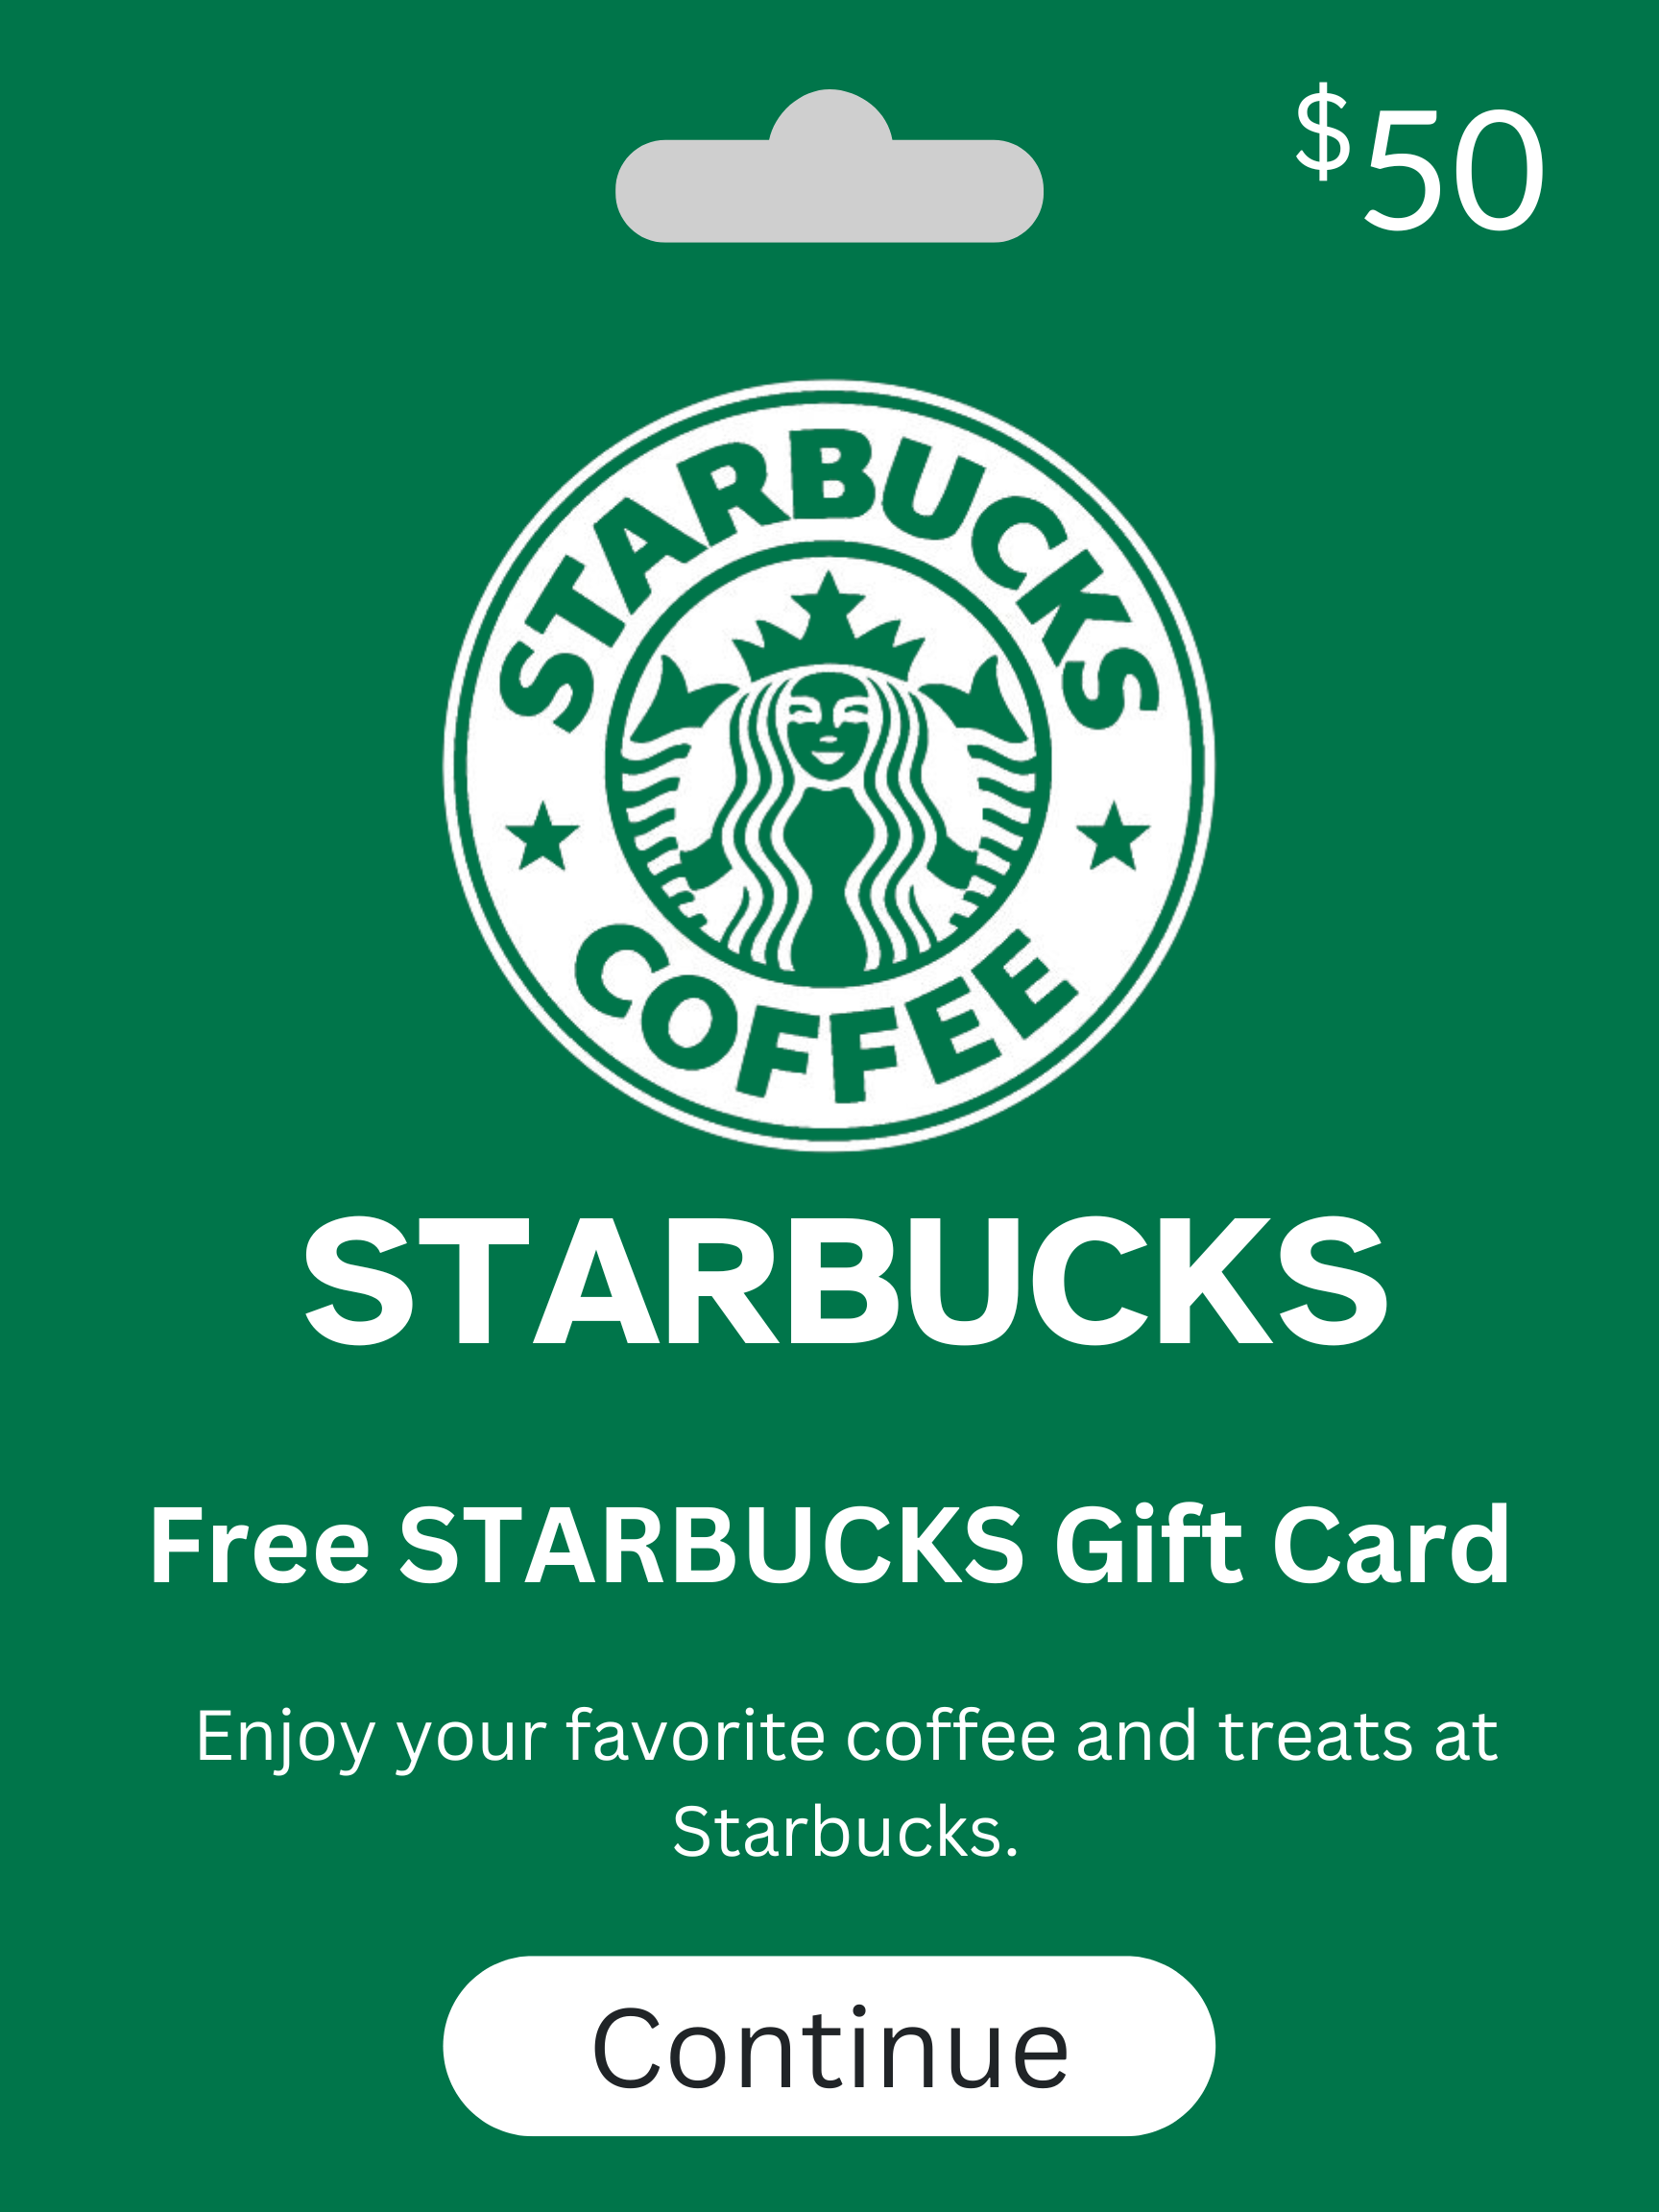 $50
STARBUCKS
COFFEE
STARBUCKS
Free STARBUCKS Gift Card
Enjoy your favorite coffee and treats at
Starbucks.
Continue